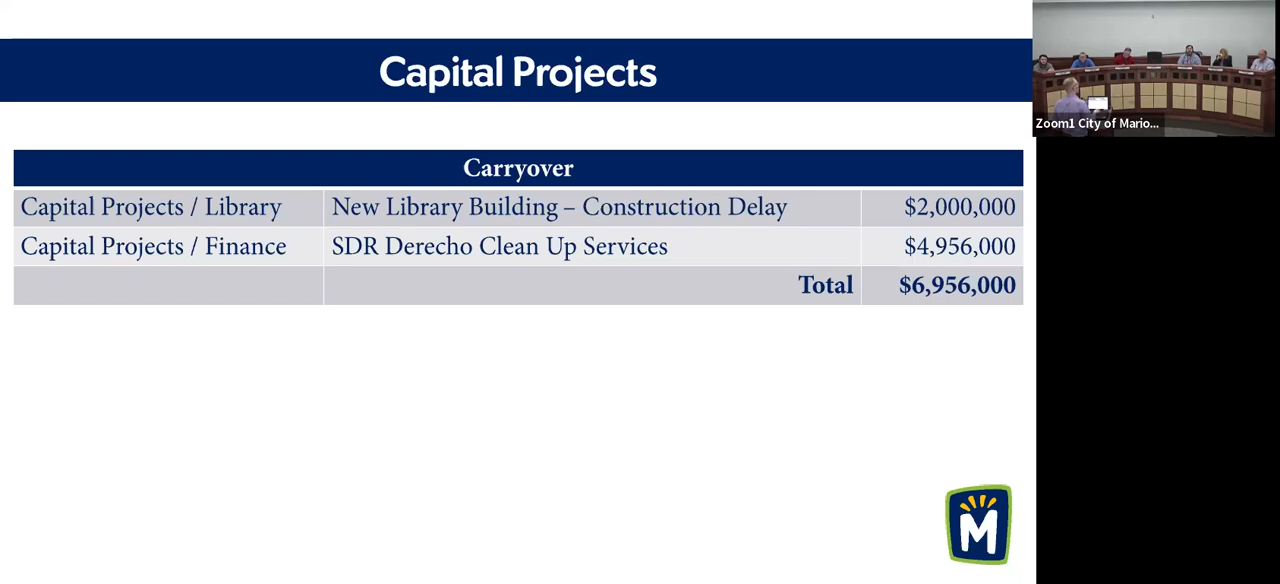 Capital Projects
Zoom1 City of Mario...
Carryover
Capital Projects / Library New Library Building – Construction Delay $2,000,000
Capital Projects / Finance SDR Derecho Clean Up Services $4,956,000
Total $6,956,000
M